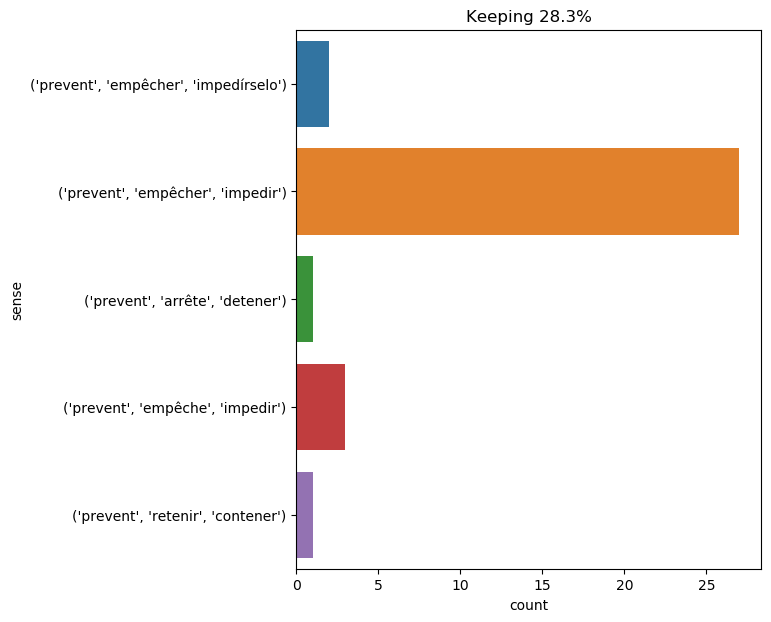 Keeping 28.3%
('prevent', 'empêcher', 'impedírselo')
('prevent', 'empêcher', 'impedir')
('prevent', 'arrête', 'detener')
('prevent', 'empêche', 'impedir')
('prevent', 'retenir', 'contener')
sense
0 5 10 15 20 25
count